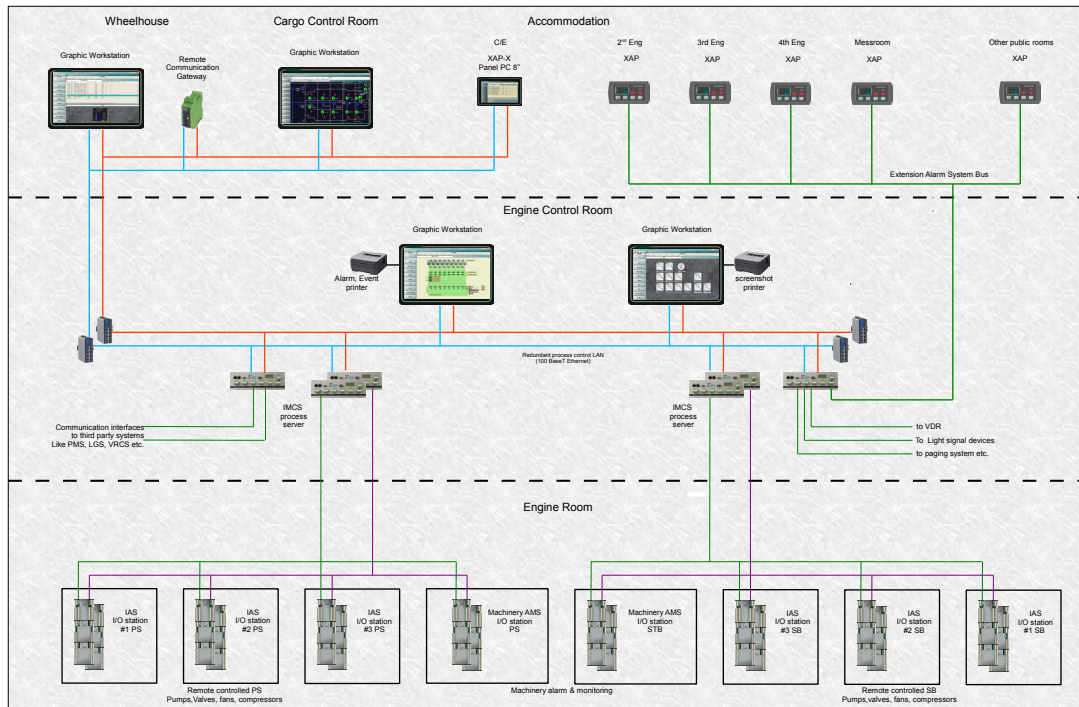 Wheelhouse
Cargo Control Room
Accommodation
Graphic Workstation
Remote
Communication
Gateway
Graphic Workstation
C/E
XAP-X
Panel PC 8"
2nd Eng
XAP
3rd Eng
XAP
4th Eng
XAP
Messroom
XAP
Other public rooms
XAP
Extension Alarm System Bus
Engine Control Room
Graphic Workstation
Graphic Workstation
Alarm, Event
printer
screenshot
printer
Redundant process control LAN
(100 BaseT Ethernet)
IMCS
process
server
IMCS
process
server
Communication interfaces
to third party systems
Like PMS, LGS, VRCS etc.
to VDR
To Light signal devices
to paging system etc.
Engine Room
IAS
I/O station
#1 PS
IAS
I/O station
#2 PS
IAS
I/O station
#3 PS
Machinery AMS
I/O station
PS
Machinery AMS
I/O station
STB
IAS
I/O station
#3 SB
IAS
I/O station
#2 SB
IAS
I/O station
#1 SB
Remote controlled PS
Pumps,Valves, fans, compressors
Machinery alarm & monitoring
Remote controlled SB
Pumps,valves, fans, compressors